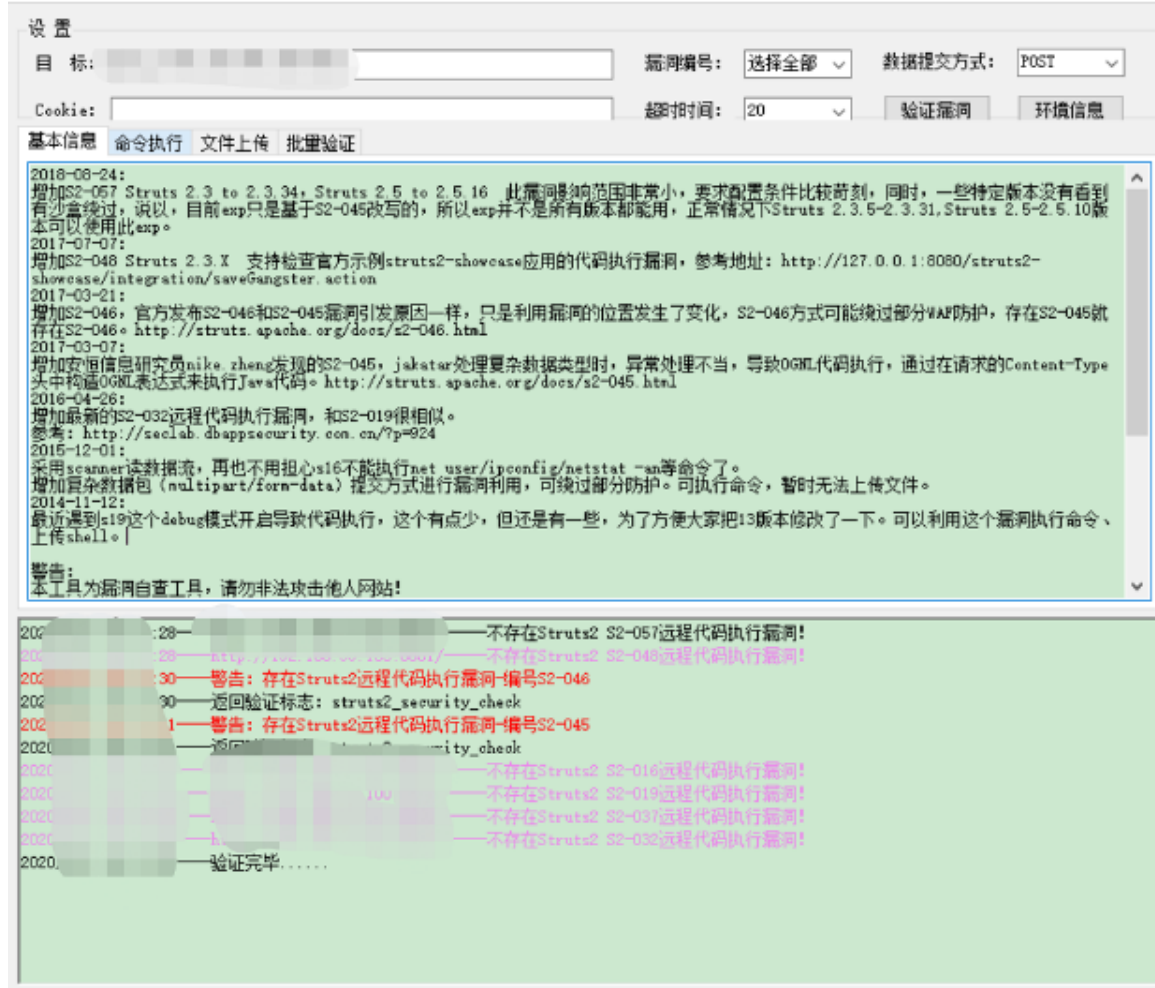 设 置
目 标:
漏洞编号: 选择全部 数据提交方式: POST
Cookie: 超时时间: 20 验证漏洞 环境信息
基本信息 命令执行 文件上传 批量验证
2018-08-24:
增加S2-057 Struts 2.3 to 2.3.34，Struts 2.5 to 2.5.16 此漏洞影响范围非常小，要求配置条件比较苛刻，同时，一些特定版本没有看到
有沙盒绕过，说以，目前exp只是基于S2-045改写的，所以exp并不是所有版本都能用，正常情况下Struts 2.3.5-2.3.31,Struts 2.5-2.5.10版
本可以使用此exp。
2017-07-07:
增加S2-048 Struts 2.3.X 支持检查官方示例struts2-showcase应用的代码执行漏洞，参考地址：http://127.0.0.1:8080/struts2-
showcase/integration/saveGangster.action
2017-03-21:
增加S2-046，官方发布S2-046和S2-045漏洞引发原因一样，只是利用漏洞的位置发生了变化，S2-046方式可能绕过部分WAF防护，存在S2-045就
存在S2-046。http://struts.apache.org/docs/s2-046.html
2017-03-07:
增加安恒信息研究员nike.zheng发现的S2-045，jakstar处理复杂数据类型时，异常处理不当，导致OGNL代码执行，通过在请求的Content-Type
头中构造OGNL表达式来执行Java代码。http://struts.apache.org/docs/s2-045.html
2016-04-26:
增加最新的S2-032远程代码执行漏洞，和S2-019很相似。
参考：http://seclab.dbappsecurity.com.cn/?p=924
2015-12-01:
采用scanner读数据流，再也不用担心s16不能执行net user/ipconfig/netstat -an等命令了。
增加复杂数据包（multipart/form-data）提交方式进行漏洞利用，可绕过部分防护。可执行命令，暂时无法上传文件。
2014-11-12:
最近遇到s19这个debug模式开启导致代码执行，这个有点少，但还是有一些，为了方便大家把13版本修改了一下。可以利用这个漏洞执行命令、
上传shell。
警告:
本工具为漏洞自查工具，请勿非法攻击他人网站!
202 :28— ——不存在Struts2 S2-057远程代码执行漏洞!
202 :28— ——不存在Struts2 S2-048远程代码执行漏洞!
202 :30——警告: 存在Struts2远程代码执行漏洞-编号S2-046
202 30——返回验证标志: struts2_security_check
202 1——警告: 存在Struts2远程代码执行漏洞-编号S2-045
2020 security_check
2020 ——不存在Struts2 S2-016远程代码执行漏洞!
2020 100 ——不存在Struts2 S2-019远程代码执行漏洞!
2020 ——不存在Struts2 S2-037远程代码执行漏洞!
2020 ——不存在Struts2 S2-032远程代码执行漏洞!
2020 ——验证完毕......